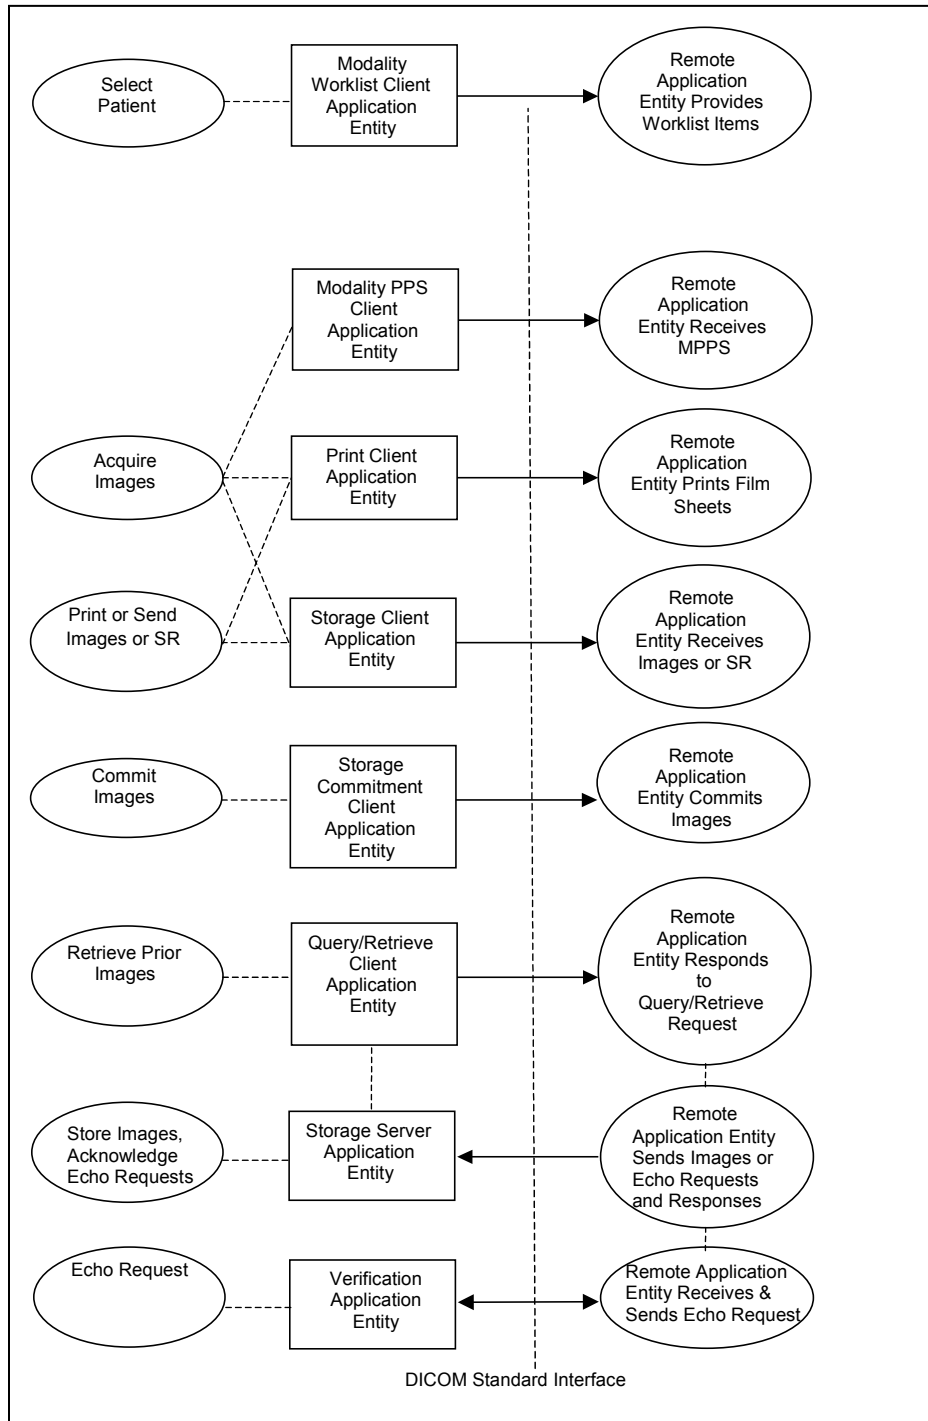 Select
Patient
Modality
Worklist Client
Application
Entity
Remote
Application
Entity Provides
Worklist Items
Modality PPS
Client
Application
Entity
Remote
Application
Entity Receives
MPPS
Acquire
Images
Print Client
Application
Entity
Remote
Application
Entity Prints Film
Sheets
Print or Send
Images or SR
Storage Client
Application
Entity
Remote
Application
Entity Receives
Images or SR
Commit
Images
Storage
Commitment
Client
Application
Entity
Remote
Application
Entity Commits
Images
Retrieve Prior
Images
Query/Retrieve
Client
Application
Entity
Remote
Application
Entity Responds
to
Query/Retrieve
Request
Store Images,
Acknowledge
Echo Requests
Storage Server
Application
Entity
Remote
Application Entity
Sends Images or
Echo Requests
and Responses
Echo Request
Verification
Application
Entity
Remote Application
Entity Receives &
Sends Echo Request
DICOM Standard Interface